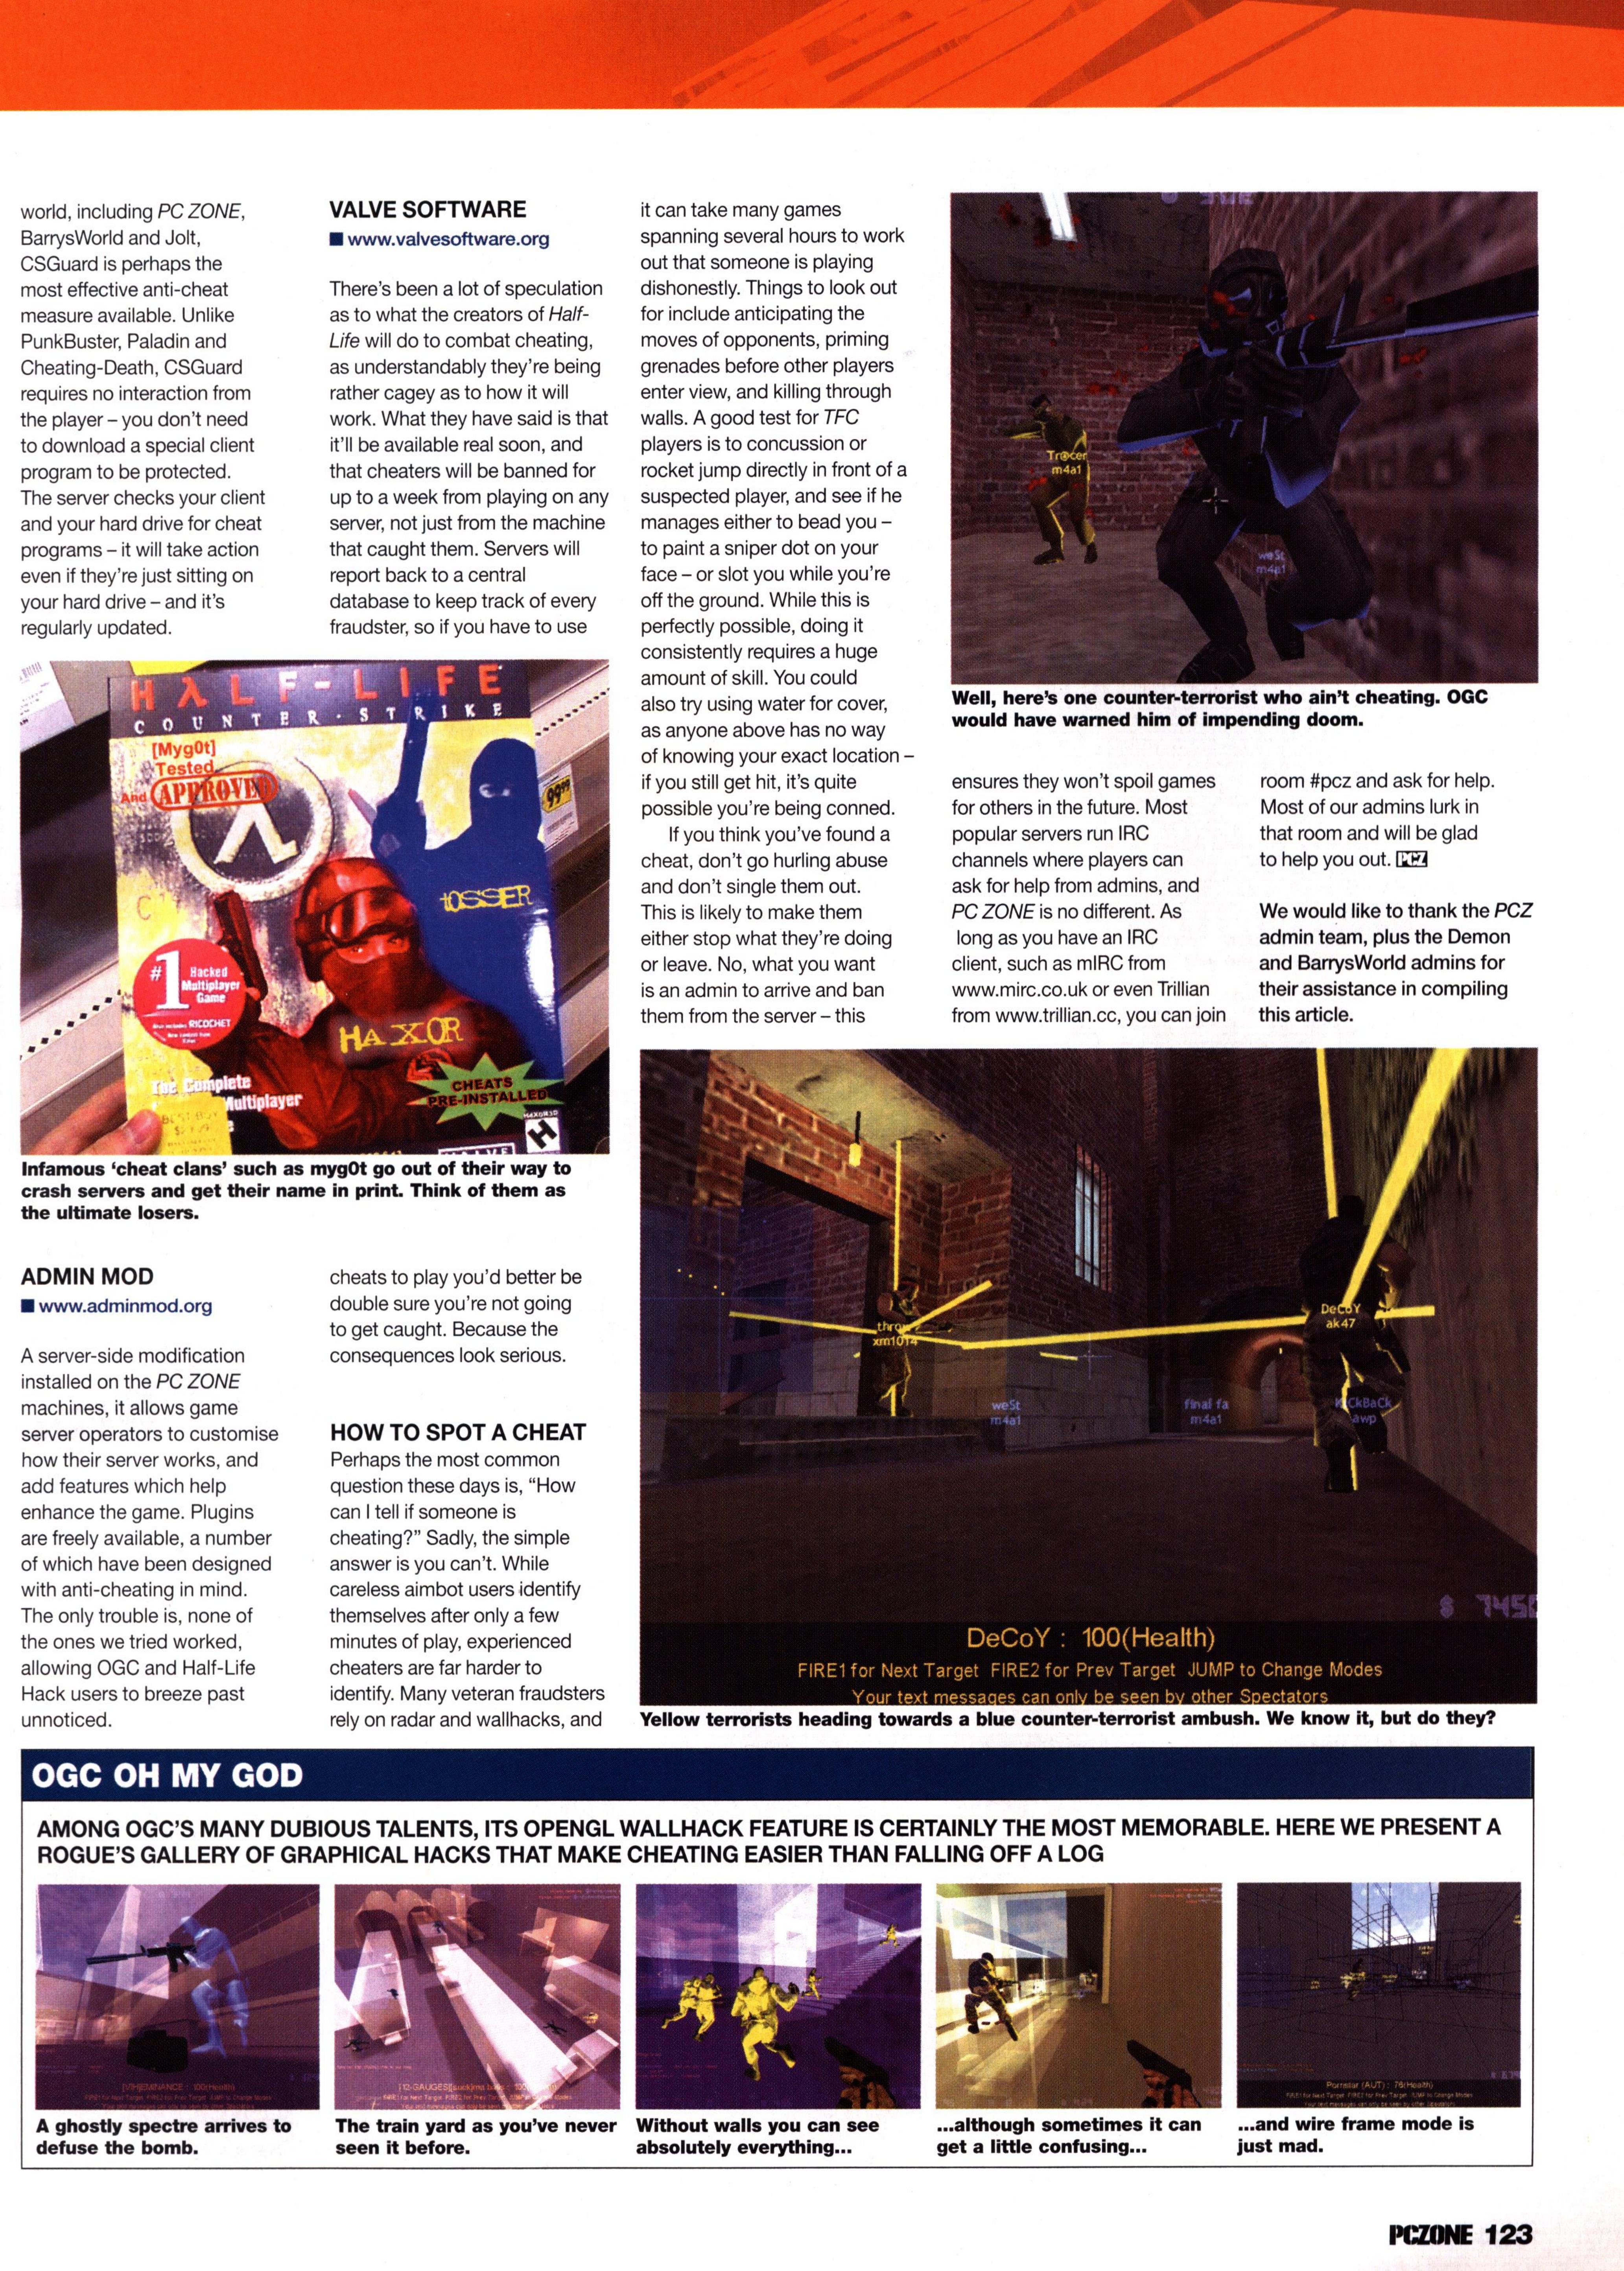 world, including PC ZONE,
BarrysWorld and Jolt,
CSGuard is perhaps the
most effective anti-cheat
measure available. Unlike
PunkBuster, Paladin and
Cheating-Death, CSGuard
requires no interaction from
the player – you don't need
to download a special client
program to be protected.
The server checks your client
and your hard drive for cheat
programs – it will take action
even if they're just sitting on
your hard drive – and it's
regularly updated.
HALF-LIFE
COUNTER-STRIKE
[Myg0t]
Tested
And APPROVED
99⁹⁹
tOSSER
#1 Hacked
Multiplayer
Game
RICOCHET
HAXOR
The Complete
Multiplayer
CHEATS
PRE-INSTALLED
H
Infamous 'cheat clans' such as myg0t go out of their way to
crash servers and get their name in print. Think of them as
the ultimate losers.
ADMIN MOD
■ www.adminmod.org
A server-side modification
installed on the PC ZONE
machines, it allows game
server operators to customise
how their server works, and
add features which help
enhance the game. Plugins
are freely available, a number
of which have been designed
with anti-cheating in mind.
The only trouble is, none of
the ones we tried worked,
allowing OGC and Half-Life
Hack users to breeze past
unnoticed.
VALVE SOFTWARE
■ www.valvesoftware.org
There's been a lot of speculation
as to what the creators of Half-
Life will do to combat cheating,
as understandably they're being
rather cagey as to how it will
work. What they have said is that
it'll be available real soon, and
that cheaters will be banned for
up to a week from playing on any
server, not just from the machine
that caught them. Servers will
report back to a central
database to keep track of every
fraudster, so if you have to use
cheats to play you'd better be
double sure you're not going
to get caught. Because the
consequences look serious.
HOW TO SPOT A CHEAT
Perhaps the most common
question these days is, “How
can I tell if someone is
cheating?” Sadly, the simple
answer is you can't. While
careless aimbot users identify
themselves after only a few
minutes of play, experienced
cheaters are far harder to
identify. Many veteran fraudsters
rely on radar and wallhacks, and
it can take many games
spanning several hours to work
out that someone is playing
dishonestly. Things to look out
for include anticipating the
moves of opponents, priming
grenades before other players
enter view, and killing through
walls. A good test for TFC
players is to concussion or
rocket jump directly in front of a
suspected player, and see if he
manages either to bead you –
to paint a sniper dot on your
face – or slot you while you're
off the ground. While this is
perfectly possible, doing it
consistently requires a huge
amount of skill. You could
also try using water for cover,
as anyone above has no way
of knowing your exact location –
if you still get hit, it's quite
possible you're being conned.
If you think you've found a
cheat, don't go hurling abuse
and don't single them out.
This is likely to make them
either stop what they're doing
or leave. No, what you want
is an admin to arrive and ban
them from the server – this
Tr@cer
m4a1
weSt
m4a1
Well, here's one counter-terrorist who ain't cheating. OGC
would have warned him of impending doom.
ensures they won't spoil games
for others in the future. Most
popular servers run IRC
channels where players can
ask for help from admins, and
PC ZONE is no different. As
long as you have an IRC
client, such as mIRC from
www.mirc.co.uk or even Trillian
from www.trillian.cc, you can join
room #pcz and ask for help.
Most of our admins lurk in
that room and will be glad
to help you out. PCZ
We would like to thank the PCZ
admin team, plus the Demon
and BarrysWorld admins for
their assistance in compiling
this article.
xm1014
DeCoY
ak47
weSt
m4a1
final fa
m4a1
awp
$ 7450
DeCoY : 100(Health)
FIRE1 for Next Target FIRE2 for Prev Target JUMP to Change Modes
Your text messages can only be seen by other Spectators
Yellow terrorists heading towards a blue counter-terrorist ambush. We know it, but do they?
OGC OH MY GOD
AMONG OGC'S MANY DUBIOUS TALENTS, ITS OPENGL WALLHACK FEATURE IS CERTAINLY THE MOST MEMORABLE. HERE WE PRESENT A
ROGUE'S GALLERY OF GRAPHICAL HACKS THAT MAKE CHEATING EASIER THAN FALLING OFF A LOG
A ghostly spectre arrives to
defuse the bomb.
The train yard as you've never
seen it before.
Without walls you can see
absolutely everything...
...although sometimes it can
get a little confusing...
...and wire frame mode is
just mad.
PCZONE 123